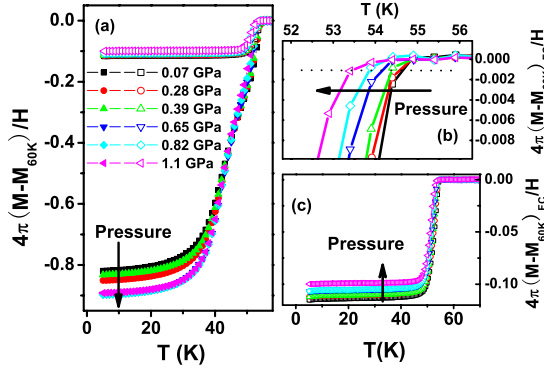 (a)
0.0
-0.2
-0.4
-0.6
-0.8
4π(M-M60K)/H
0.07 GPa
0.28 GPa
0.39 GPa
0.65 GPa
0.82 GPa
1.1 GPa
Pressure
0 20 40
T (K)
T (K)
52 53 54 55 56
0.000
-0.002
-0.004
-0.006
-0.008
Pressure
(b)
4π(M-M
/H
(c)
Pressure
0.00
-0.05
-0.10
4π(M-M60K)FC/H
0 20 40 60
T(K)